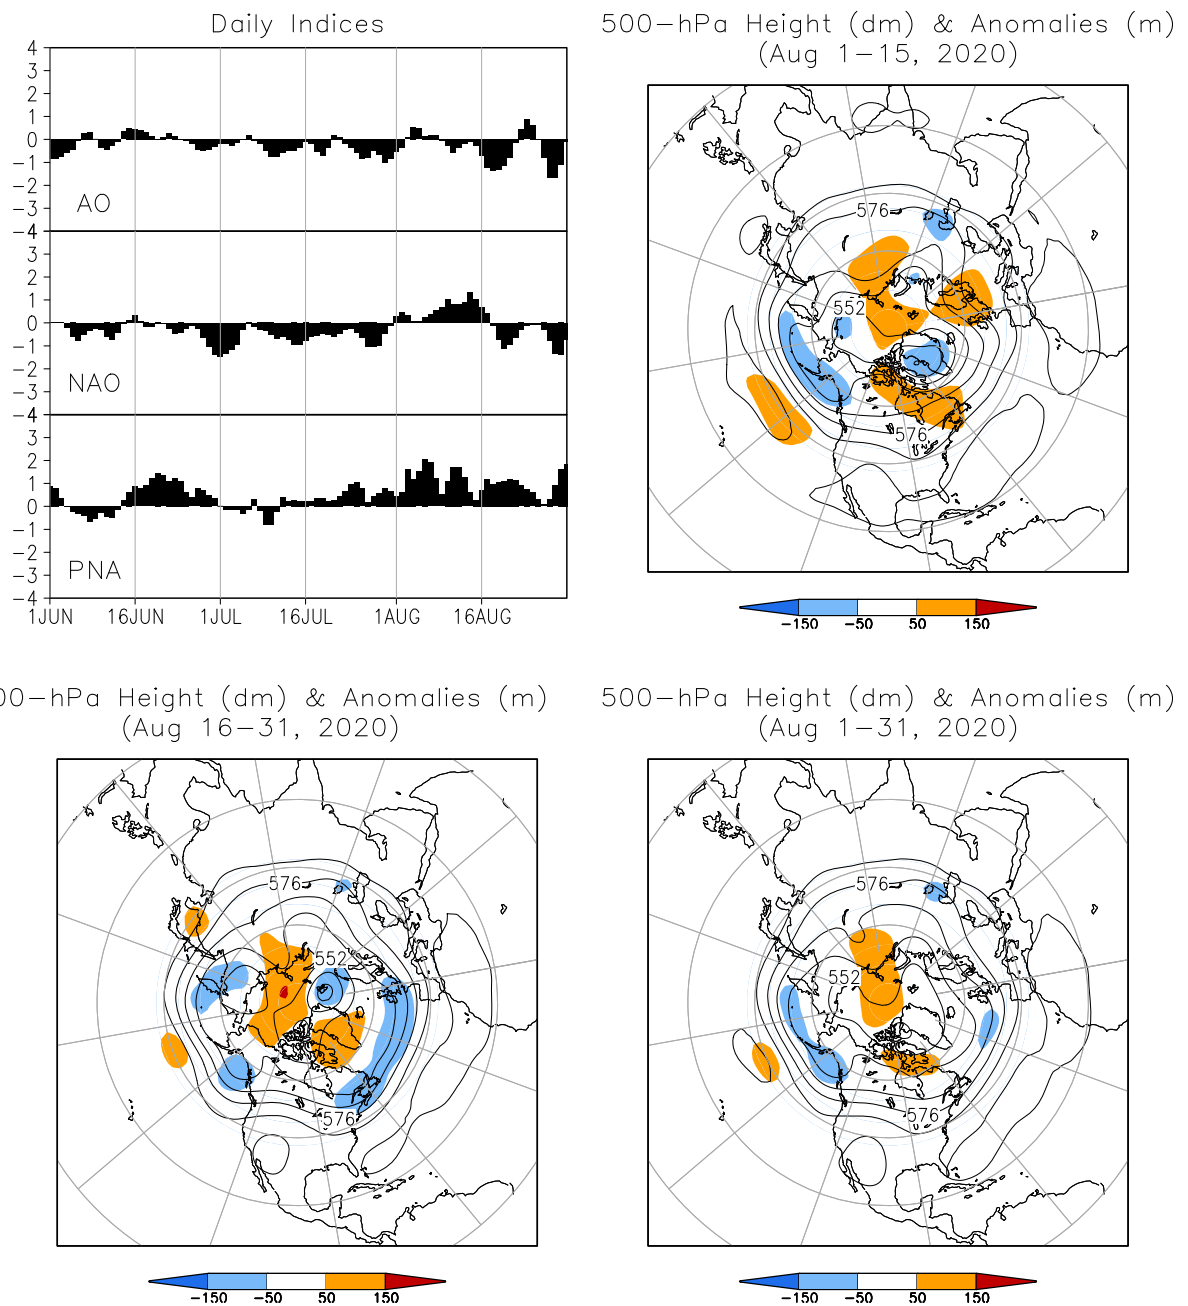 Daily Indices
4
3
2
1
0
-1
-2
-3
-4
AO
3
2
1
0
-1
-2
-3
-4
NAO
3
2
1
0
-1
-2
-3
-4
PNA
1JUN 16JUN 1JUL 16JUL 1AUG 16AUG
500-hPa Height (dm) & Anomalies (m)
(Aug 1-15, 2020)
576
552
576
-150 -50 50 150
00-hPa Height (dm) & Anomalies (m)
(Aug 16-31, 2020)
576
552
576
-150 -50 50 150
500-hPa Height (dm) & Anomalies (m)
(Aug 1-31, 2020)
576
552
576
-150 -50 50 150